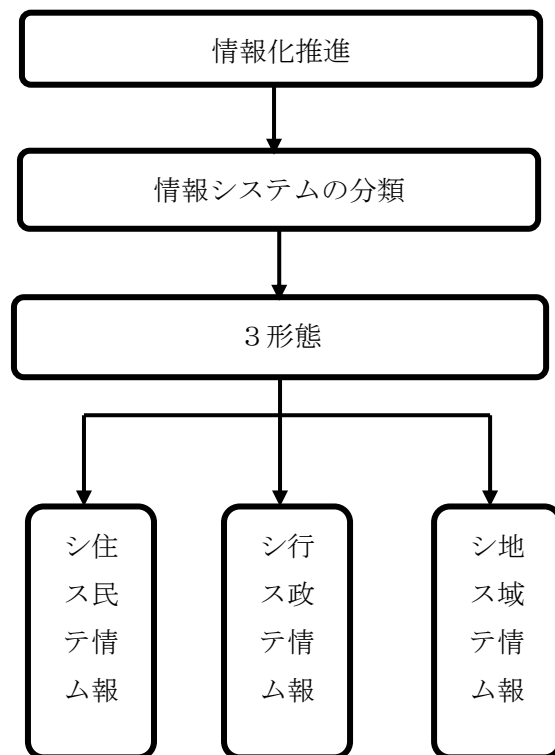 情報化推進
情報システムの分類
３形態
住民情報
システム
行政情報
システム
地域情報
システム